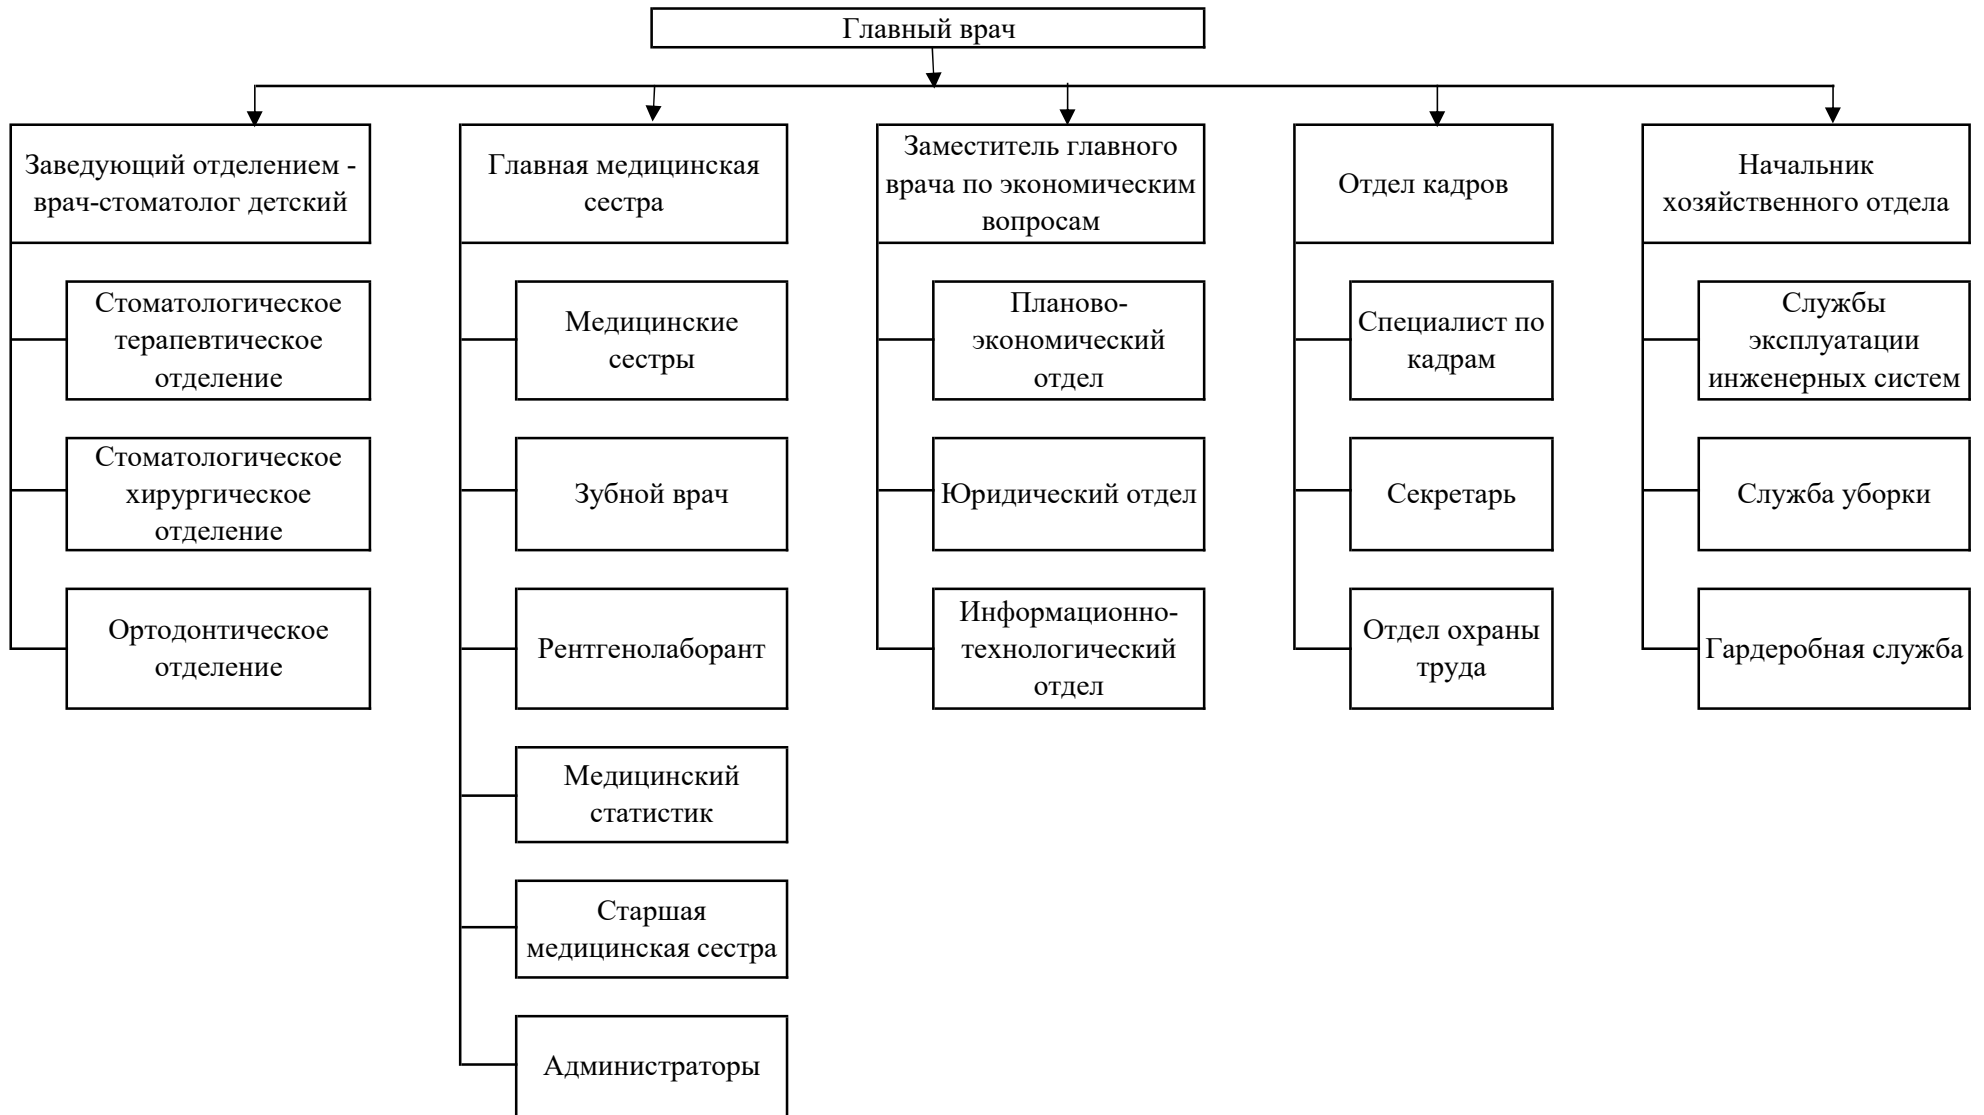 Главный врач
Заведующий отделением -
врач-стоматолог детский
Стоматологическое
терапевтическое
отделение
Стоматологическое
хирургическое
отделение
Ортодонтическое
отделение
Главная медицинская
сестра
Медицинские
сестры
Зубной врач
Рентгенолаборант
Медицинский
статистик
Старшая
медицинская сестра
Администраторы
Заместитель главного
врача по экономическим
вопросам
Планово-
экономический
отдел
Юридический отдел
Информационно-
технологический
отдел
Отдел кадров
Специалист по
кадрам
Секретарь
Отдел охраны
труда
Начальник
хозяйственного отдела
Службы
эксплуатации
инженерных систем
Служба уборки
Гардеробная служба